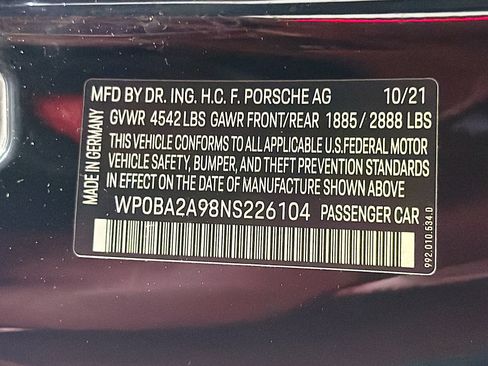 MFD BY DR. ING. H.C. F. PORSCHE AG 10/21
GVWR 4542 LBS GAWR FRONT/REAR 1885 / 2888 LBS
THIS VEHICLE CONFORMS TO ALL APPLICABLE U.S.FEDERAL MOTOR
VEHICLE SAFETY, BUMPER, AND THEFT PREVENTION STANDARDS
IN EFFECT ON THE DATE OF MANUFACTURE SHOWN ABOVE
WP0BA2A98NS226104 PASSENGER CAR
MADE IN GERMANY
992.010.534.D